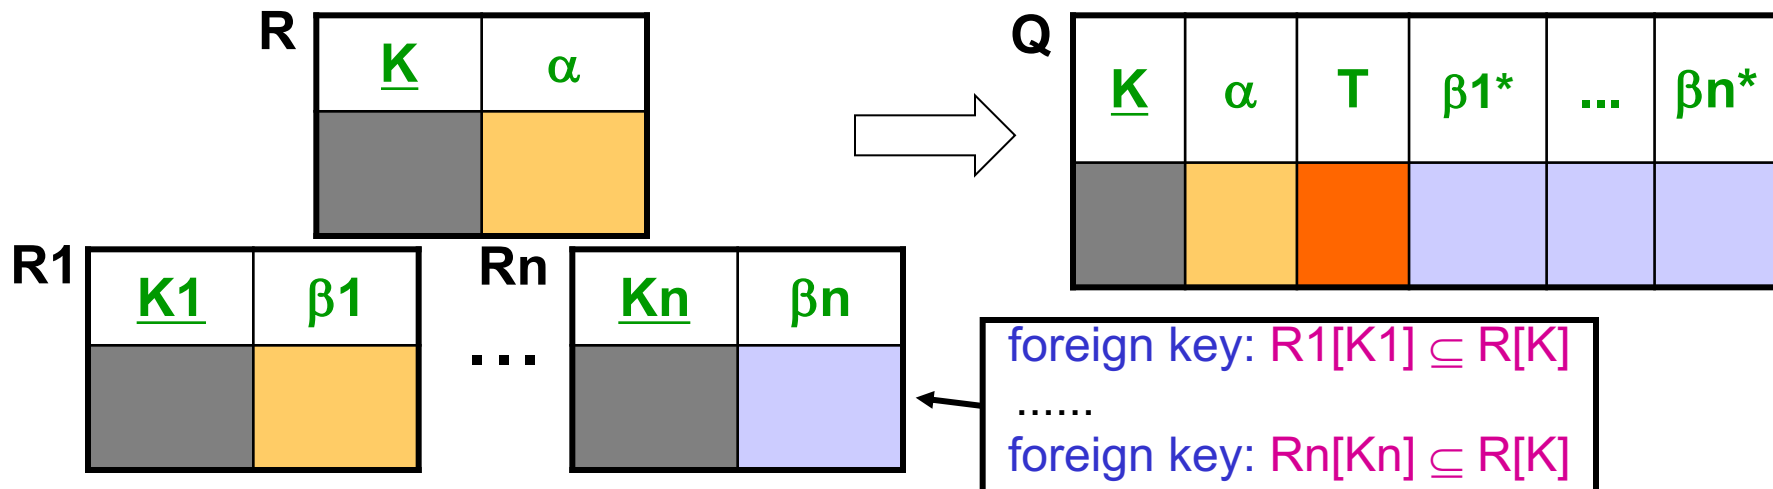 R
K α
Q
K α T β1* ... βn*
R1
K1 β1
...
Rn
Kn βn
foreign key: R1[K1] ⊆ R[K]
......
foreign key: Rn[Kn] ⊆ R[K]